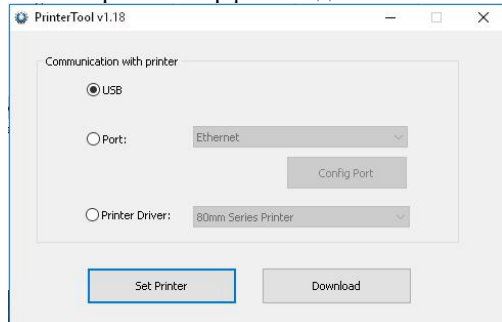 PrinterTool v1.18
Communication with printer
USB
Port: Ethernet
Config Port
Printer Driver: 80mm Series Printer
Set Printer Download